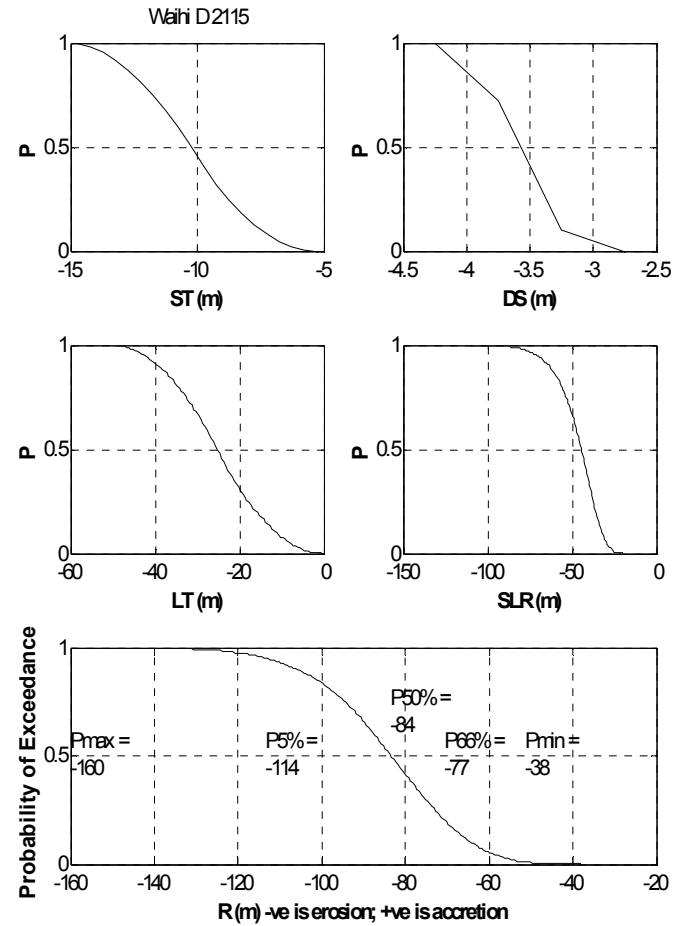 Waihi D 2115
1
0.5
0
P
-15
-10
-5
ST (m)
1
0.5
0
P
-4.5
-4
-3.5
-3
-2.5
DS (m)
1
0.5
0
P
-60
-40
-20
0
LT (m)
1
0.5
0
P
-150
-100
-50
0
SLR (m)
Probability of Exceedance
1
0.5
0
Pmax =
-160
P5% =
-114
P50% =
-84
P66% =
-77
Pmin =
-38
-160
-140
-120
-100
-80
-60
-40
-20
R (m) -ve is erosion; +ve is accretion